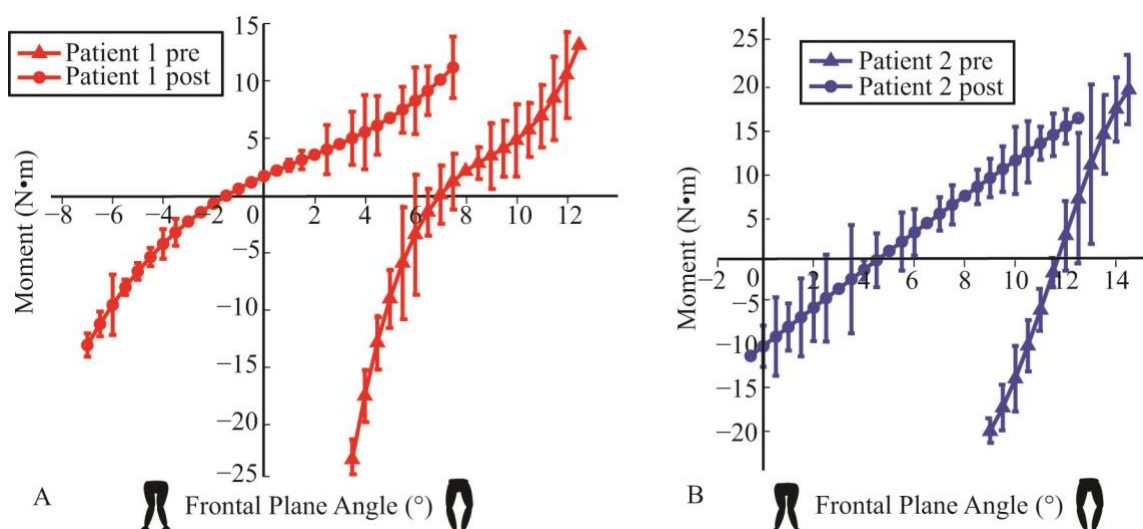 Patient 1 pre
Patient 1 post
Moment (N•m)
15
10
5
−5
−10
−15
−20
−25
−8 −6 −4 −2 0 2 4 6 8 10 12
A
Frontal Plane Angle (°)
Patient 2 pre
Patient 2 post
Moment (N•m)
25
20
15
10
5
−5
−10
−15
−20
−2 0 2 4 6 8 10 12 14
B
Frontal Plane Angle (°)